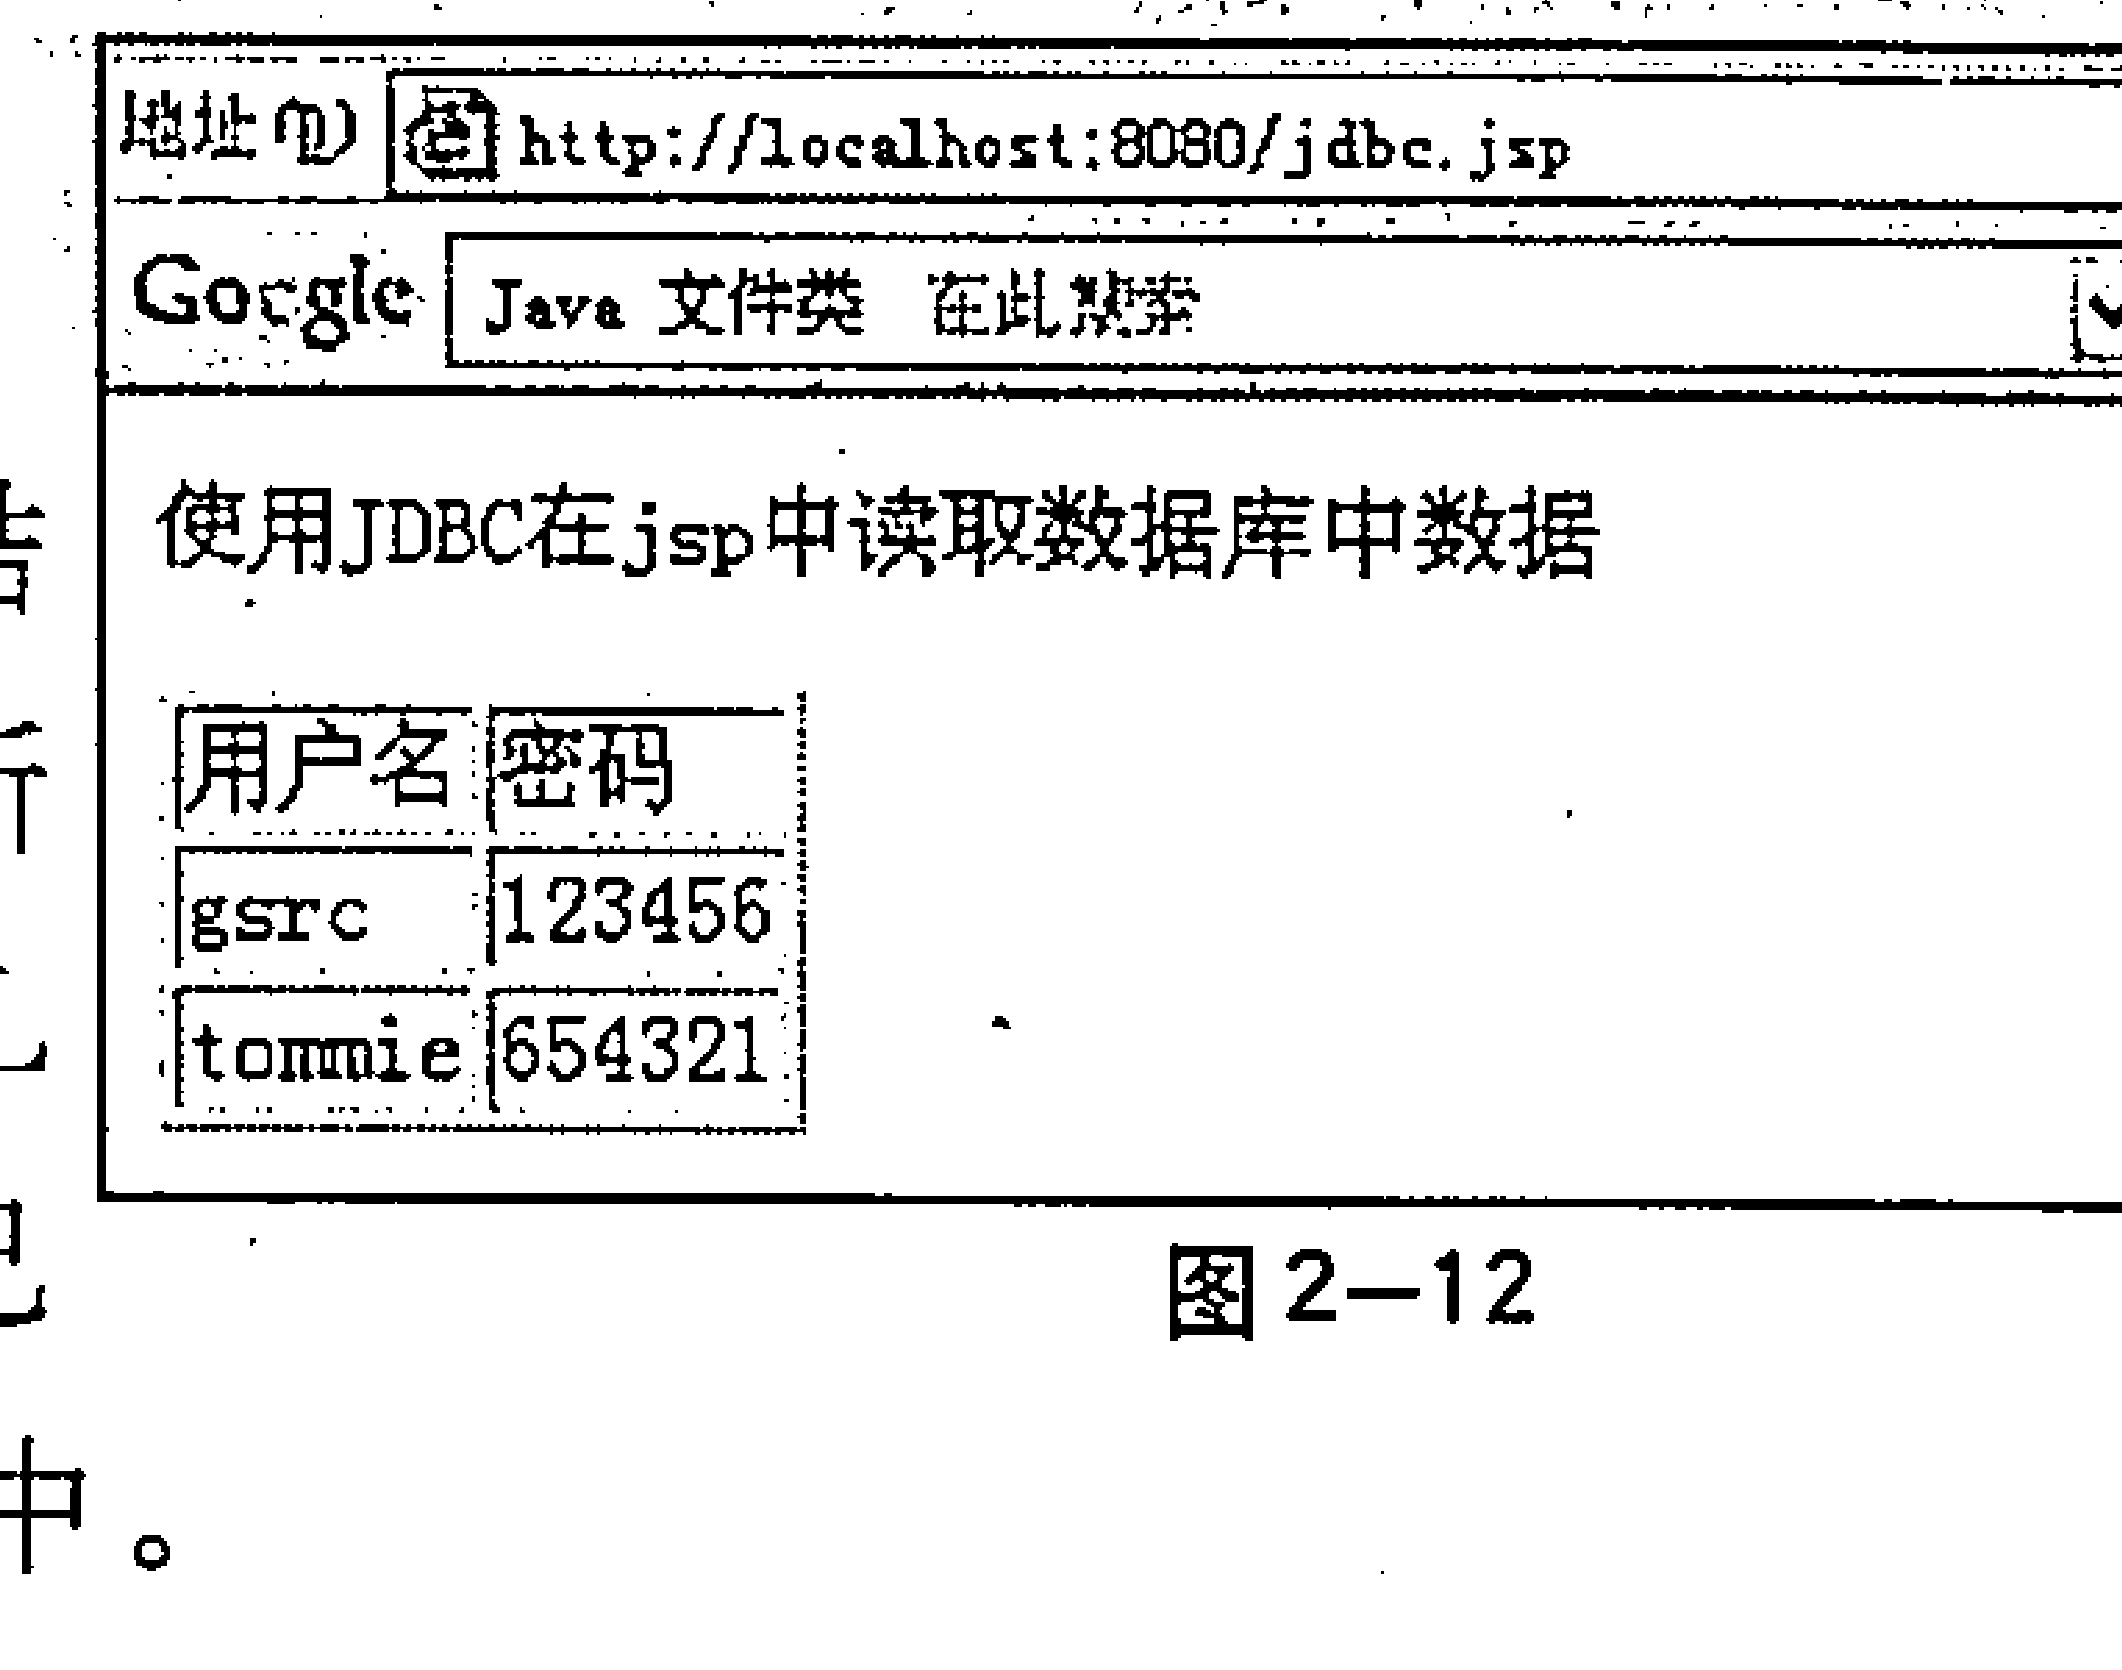 地址(D) http://localhost:8080/jdbc.jsp
Google Java 文件类 在此搜索
使用JDBC在jsp中读取数据库中数据
用户名 密码
gsrc 123456
tommie 654321
图 2-12
中。